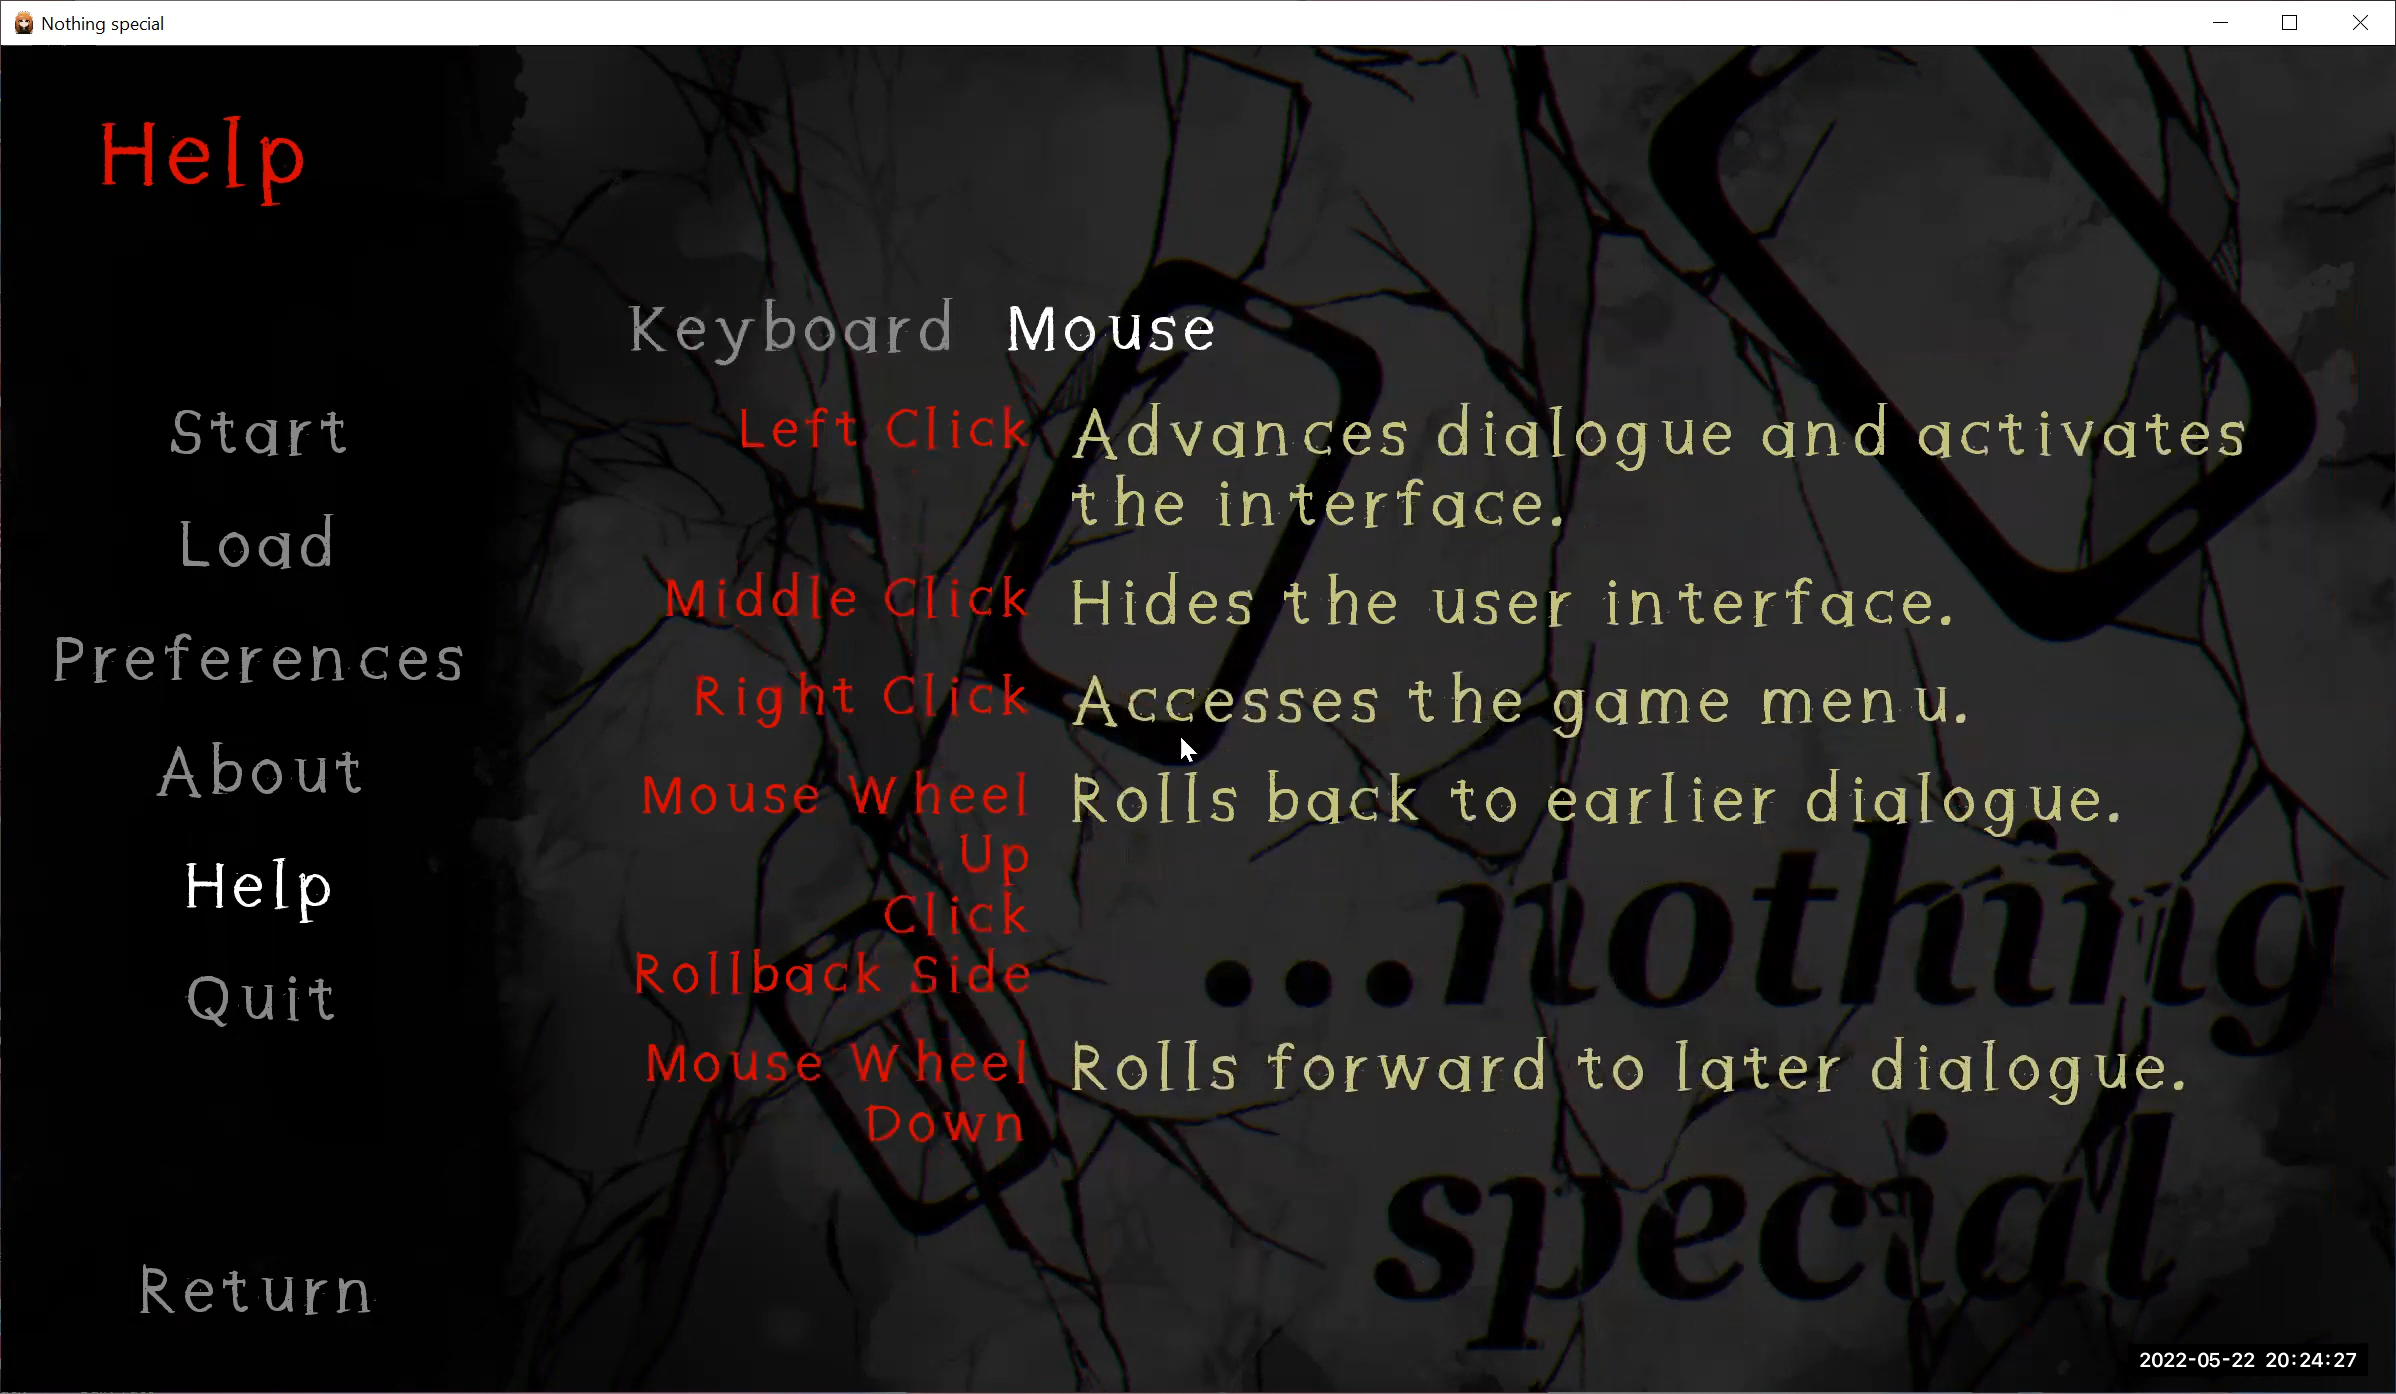 Nothing special
Help
Start
Load
Preferences
About
Help
Quit
Return
Keyboard Mouse
Left Click Advances dialogue and activates
the interface.
Middle Click Hides the user interface.
Right Click Accesses the game menu.
Mouse Wheel Rolls back to earlier dialogue.
Up
Click
Rollback Side
Mouse Wheel Rolls forward to later dialogue.
Down
...nothing
special
2022-05-22 20:24:27